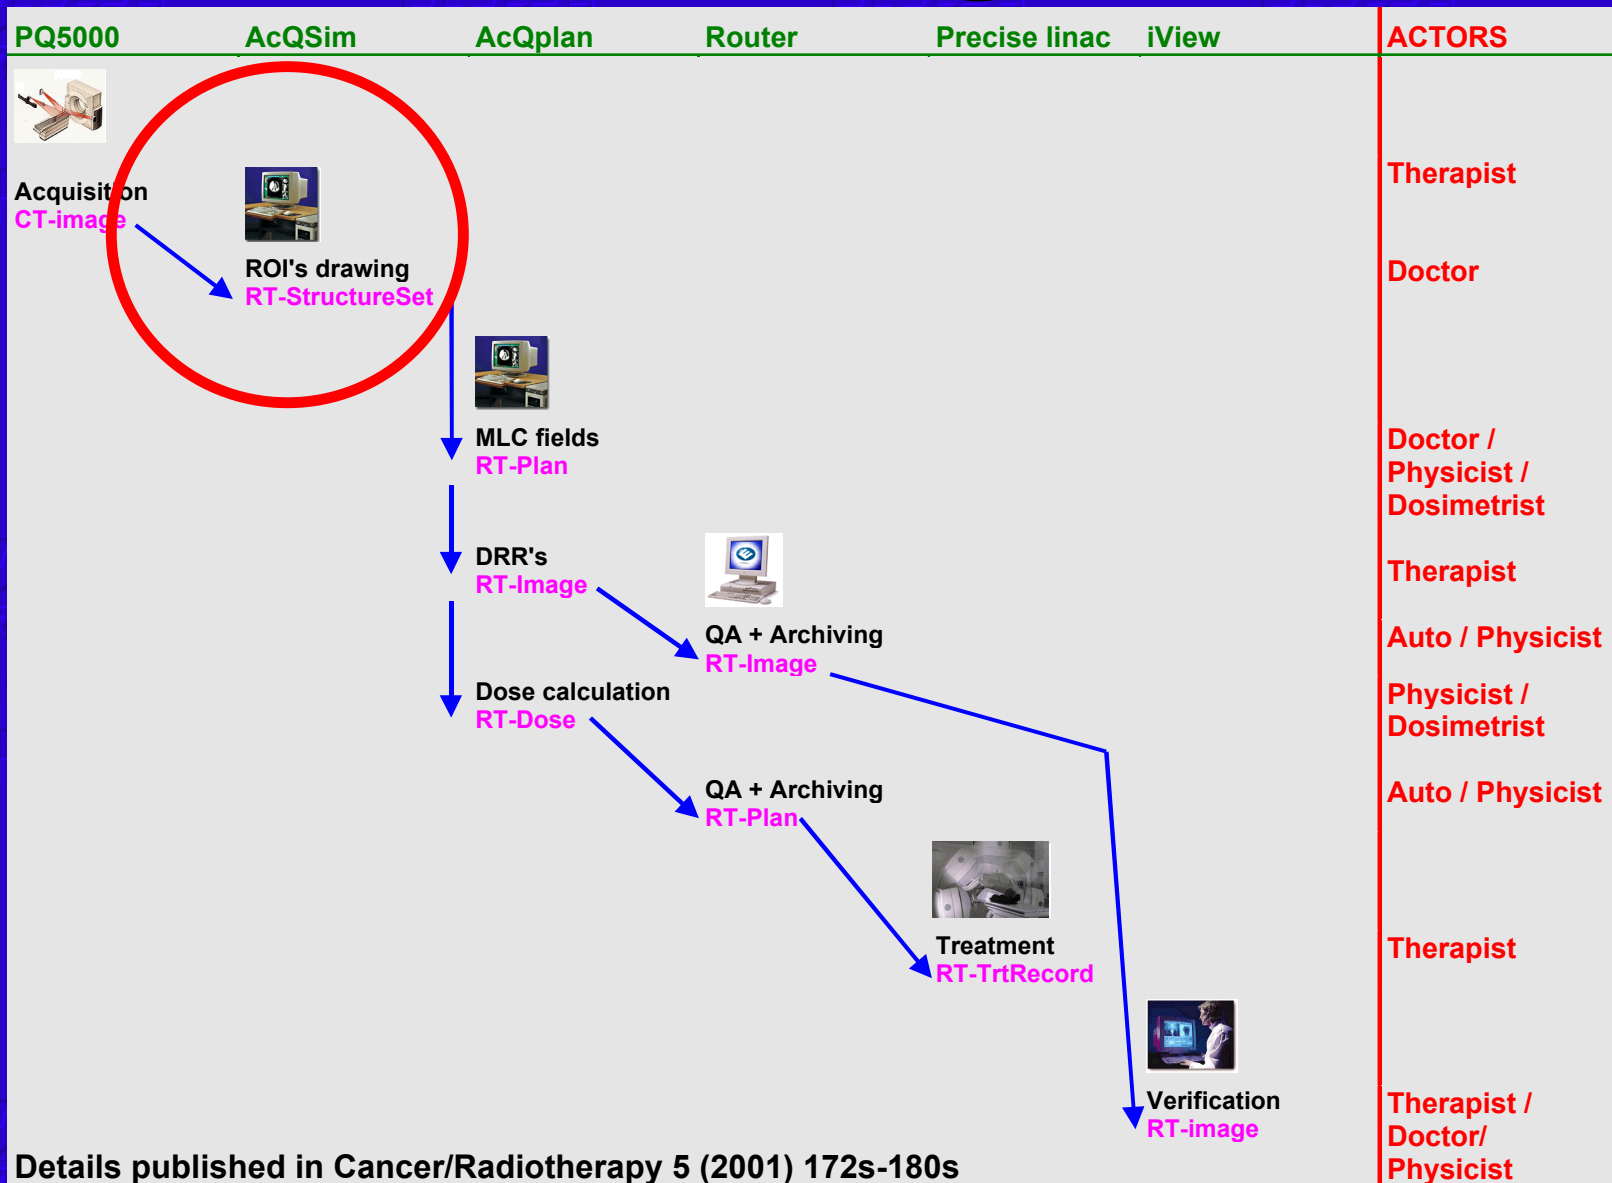 PQ5000 AcQSim AcQplan Router Precise linac iView ACTORS
Acquisition
CT-image
Therapist
ROI's drawing
RT-StructureSet
Doctor
MLC fields
RT-Plan
Doctor /
Physicist /
Dosimetrist
DRR's
RT-Image
Therapist
QA + Archiving
RT-Image
Auto / Physicist
Dose calculation
RT-Dose
Physicist /
Dosimetrist
QA + Archiving
RT-Plan
Auto / Physicist
Treatment
RT-TrtRecord
Therapist
Verification
RT-image
Therapist /
Doctor/
Physicist
Details published in Cancer/Radiotherapy 5 (2001) 172s-180s